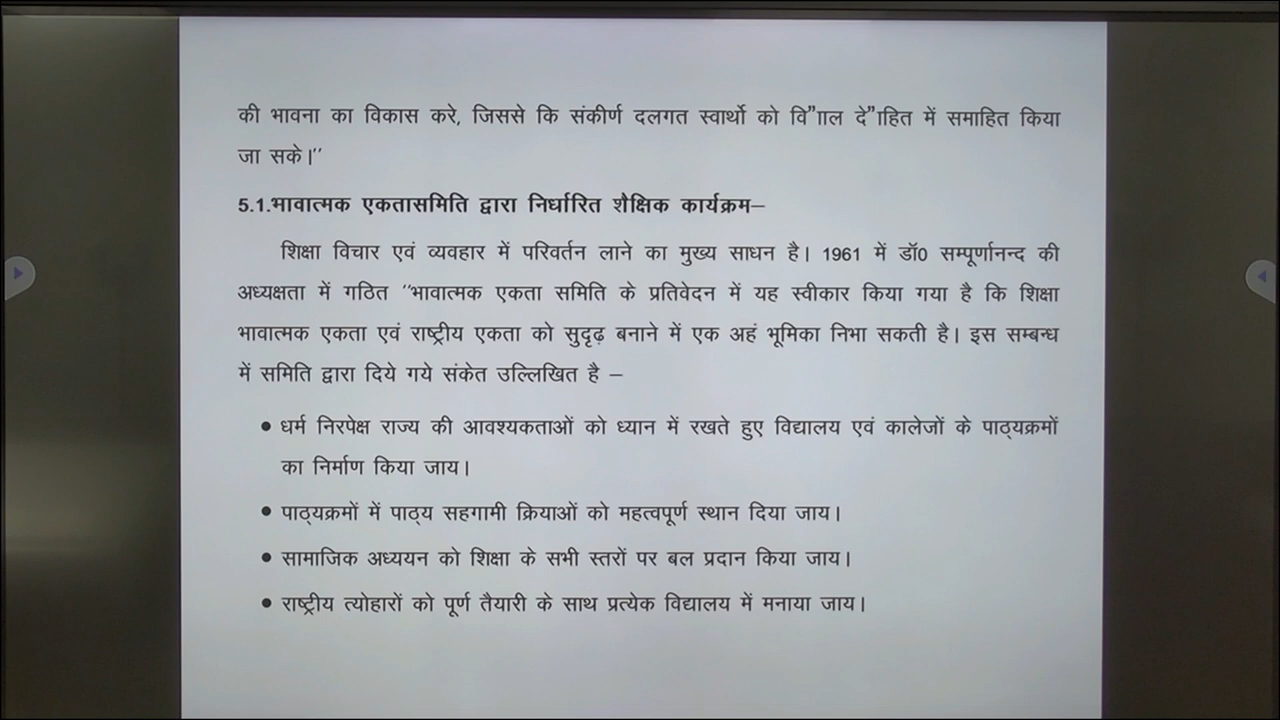 की भावना का विकास करे, जिससे कि संकीर्ण दलगत स्वार्थो को वि”ााल दे”ाहित में समाहित किया
जा सके।’’
5.1.भावात्मक एकतासमिति द्वारा निर्धारित शैक्षिक कार्यक्रम–
शिक्षा विचार एवं व्यवहार में परिवर्तन लाने का मुख्य साधन है। 1961 में डॉ0 सम्पूर्णानन्द की
अध्यक्षता में गठित ‘‘भावात्मक एकता समिति के प्रतिवेदन में यह स्वीकार किया गया है कि शिक्षा
भावात्मक एकता एवं राष्ट्रीय एकता को सुदृढ़ बनाने में एक अहं भूमिका निभा सकती है। इस सम्बन्ध
में समिति द्वारा दिये गये संकेत उल्लिखित है –
• धर्म निरपेक्ष राज्य की आवश्यकताओं को ध्यान में रखते हुए विद्यालय एवं कालेजों के पाठ्यक्रमों
का निर्माण किया जाय।
• पाठ्यक्रमों में पाठ्य सहगामी क्रियाओं को महत्वपूर्ण स्थान दिया जाय।
• सामाजिक अध्ययन को शिक्षा के सभी स्तरों पर बल प्रदान किया जाय।
• राष्ट्रीय त्योहारों को पूर्ण तैयारी के साथ प्रत्येक विद्यालय में मनाया जाय।